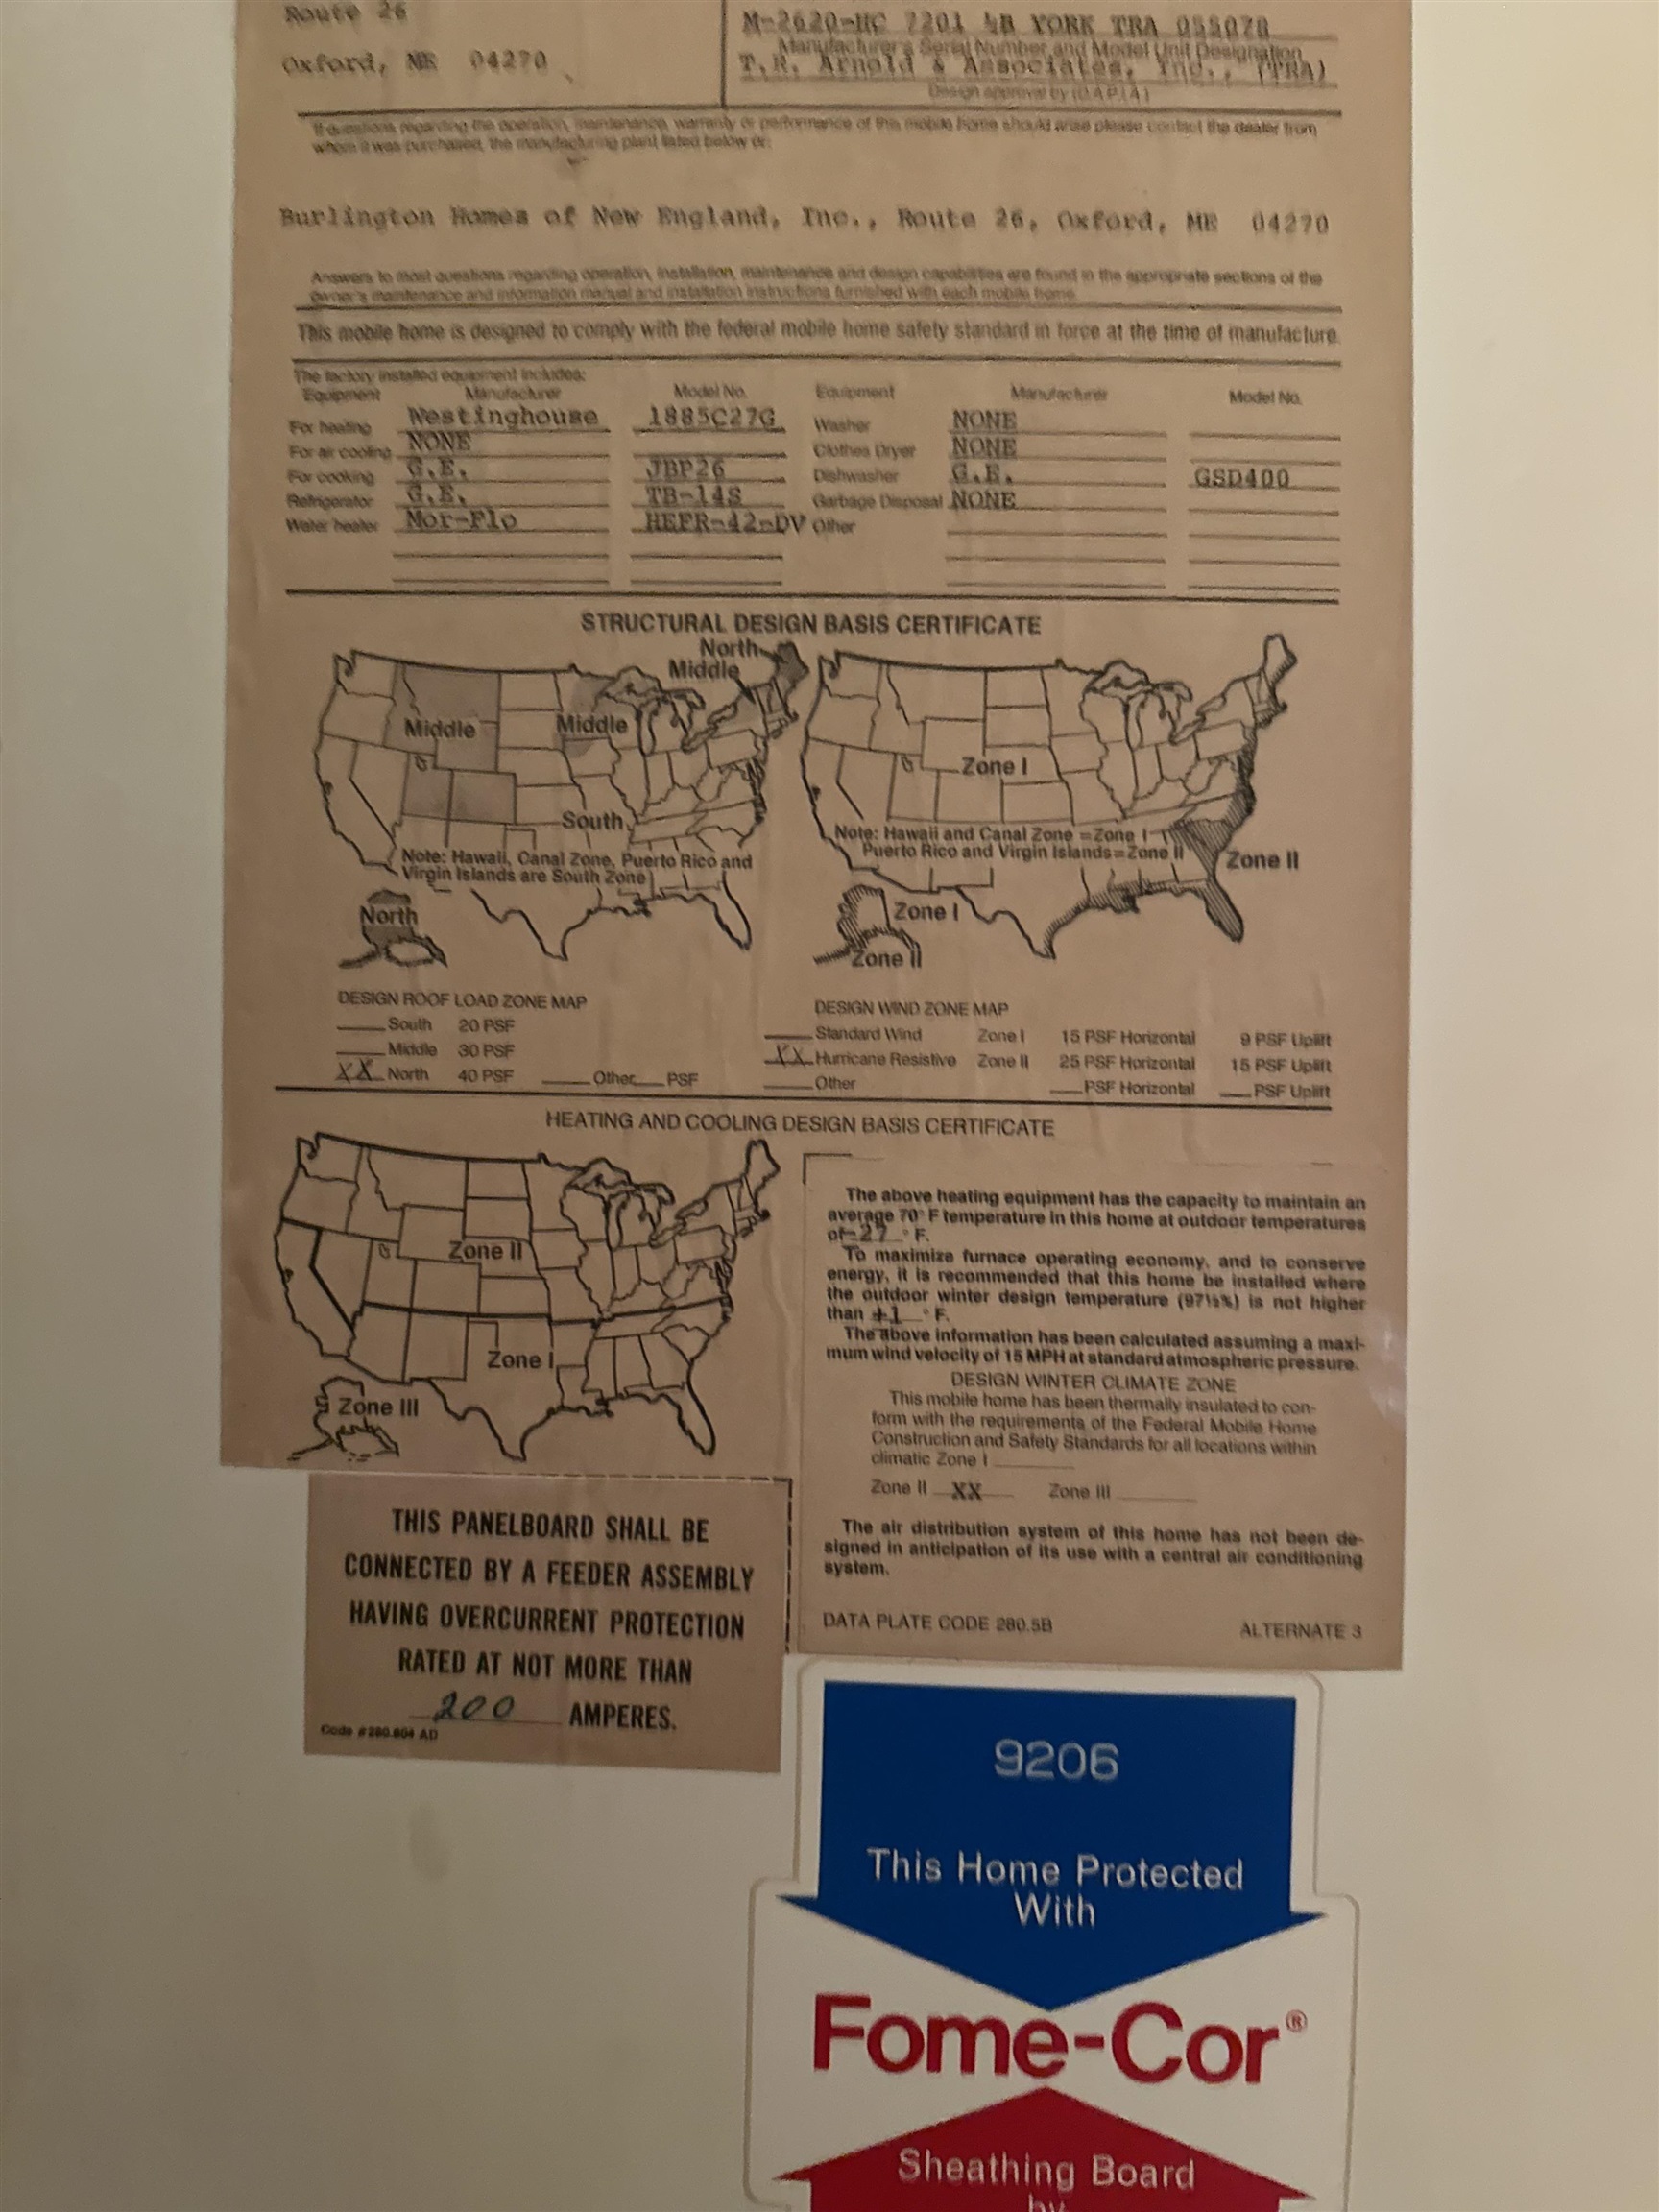 Route 26
Oxford, ME 04270
M-2620-HC 7201 4B YORK TRA 055078
Manufacturer's Serial Number and Model Unit Designation
T.R. Arnold & Associates, Inc., (TRA)
Design approval by (D.A.P.I.A.)
If questions regarding the operation, maintenance, warranty or performance of this mobile home should arise please contact the dealer from
whom it was purchased, the manufacturing plant listed below or:
Burlington Homes of New England, Inc., Route 26, Oxford, ME 04270
Answers to most questions regarding operation, installation, maintenance and design capabilities are found in the appropriate sections of the
owner's maintenance and information manual and installation instructions furnished with each mobile home.
This mobile home is designed to comply with the federal mobile home safety standard in force at the time of manufacture.
The factory installed equipment includes:
Equipment Manufacturer Model No. Equipment Manufacturer Model No.
For heating Westinghouse 1885C27G Washer NONE
For air cooling NONE Clothes Dryer NONE
For cooking G.E. JBP26 Dishwasher G.E. GSD400
Refrigerator G.E. TB-14S Garbage Disposal NONE
Water heater Mor-Flo HEFR-42-DV Other
STRUCTURAL DESIGN BASIS CERTIFICATE
North
Middle
Middle
Middle
South
Note: Hawaii, Canal Zone, Puerto Rico and
Virgin Islands are South Zone
North
Zone I
Note: Hawaii and Canal Zone = Zone I
Puerto Rico and Virgin Islands = Zone II
Zone II
Zone I
Zone II
DESIGN ROOF LOAD ZONE MAP
South 20 PSF
Middle 30 PSF
XX North 40 PSF Other PSF
DESIGN WIND ZONE MAP
Standard Wind Zone I 15 PSF Horizontal 9 PSF Uplift
XX Hurricane Resistive Zone II 25 PSF Horizontal 15 PSF Uplift
Other PSF Horizontal PSF Uplift
HEATING AND COOLING DESIGN BASIS CERTIFICATE
Zone II
Zone I
Zone III
The above heating equipment has the capacity to maintain an
average 70° F temperature in this home at outdoor temperatures
of -27 ° F.
To maximize furnace operating economy, and to conserve
energy, it is recommended that this home be installed where
the outdoor winter design temperature (97½%) is not higher
than +1 ° F.
The above information has been calculated assuming a maxi-
mum wind velocity of 15 MPH at standard atmospheric pressure.
DESIGN WINTER CLIMATE ZONE
This mobile home has been thermally insulated to con-
form with the requirements of the Federal Mobile Home
Construction and Safety Standards for all locations within
climatic Zone I
Zone II XX Zone III
The air distribution system of this home has not been de-
signed in anticipation of its use with a central air conditioning
system.
DATA PLATE CODE 280.5B ALTERNATE 3
THIS PANELBOARD SHALL BE
CONNECTED BY A FEEDER ASSEMBLY
HAVING OVERCURRENT PROTECTION
RATED AT NOT MORE THAN
200 AMPERES.
Code #280.604 AD
9206
This Home Protected
With
Fome-Cor®
Sheathing Board
by